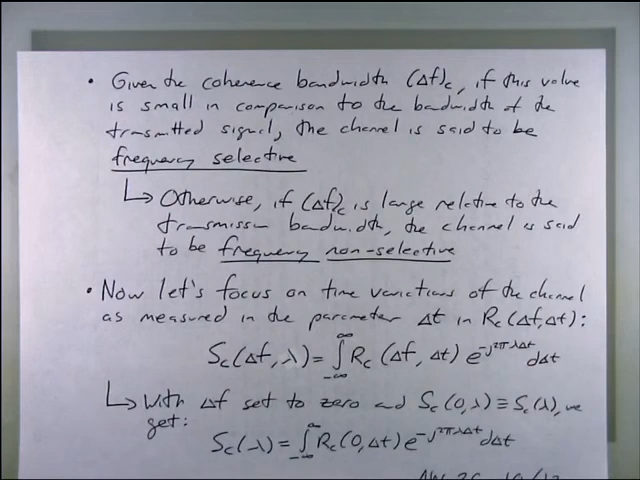 • Given the coherence bandwidth (Δf)c, if this value
is small in comparison to the bandwidth of the
transmitted signal, the channel is said to be
frequency selective
↳ Otherwise, if (Δf)c is large relative to the
transmission bandwidth, the channel is said
to be frequency non-selective
• Now let's focus on time variations of the channel
as measured in the parameter Δt in Rc(Δf,Δt):
Sc(Δf,λ) = ∫_{-∞}^{∞} Rc(Δf,Δt) e^{-j2πλΔt} dΔt
↳ With Δf set to zero and Sc(0,λ) ≡ Sc(λ), we
get:
Sc(λ) = ∫_{-∞}^{∞} Rc(0,Δt) e^{-j2πλΔt} dΔt